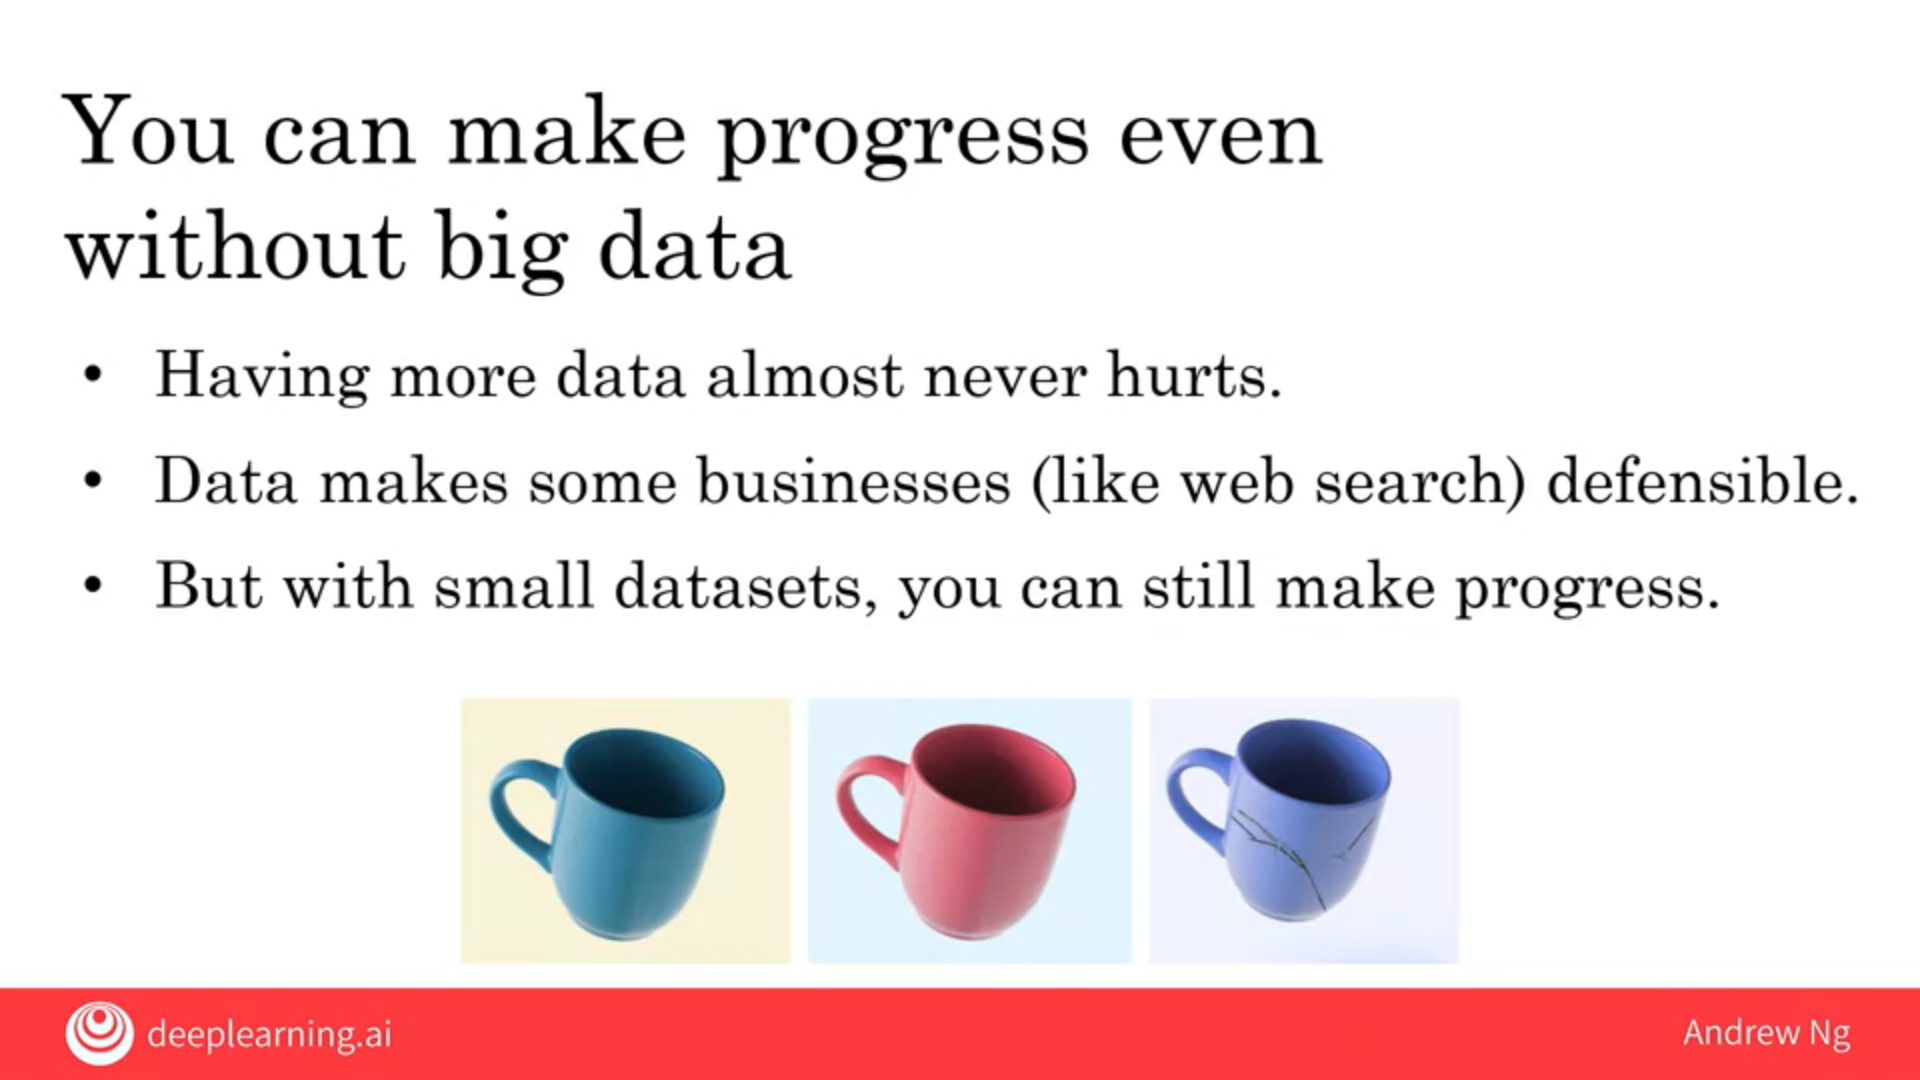 You can make progress even
without big data
• Having more data almost never hurts.
• Data makes some businesses (like web search) defensible.
• But with small datasets, you can still make progress.
deeplearning.ai
Andrew Ng